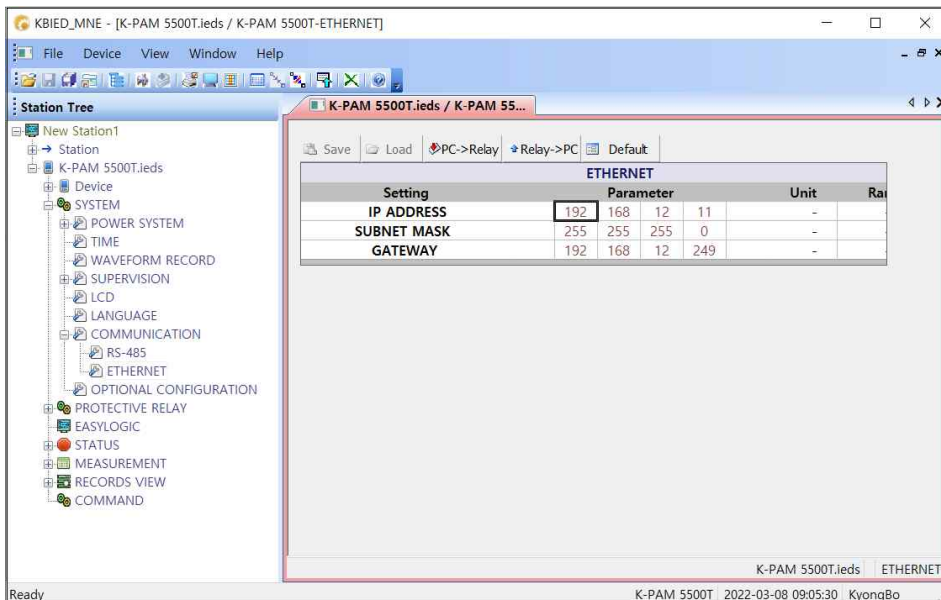 KBIED_MNE - [K-PAM 5500T.ieds / K-PAM 5500T-ETHERNET]
File Device View Window Help
Station Tree
New Station1
Station
K-PAM 5500T.ieds
Device
SYSTEM
POWER SYSTEM
TIME
WAVEFORM RECORD
SUPERVISION
LCD
LANGUAGE
COMMUNICATION
RS-485
ETHERNET
OPTIONAL CONFIGURATION
PROTECTIVE RELAY
EASYLOGIC
STATUS
MEASUREMENT
RECORDS VIEW
COMMAND
K-PAM 5500T.ieds / K-PAM 55...
Save Load PC->Relay Relay->PC Default
ETHERNET
Setting Parameter Unit Rai
IP ADDRESS 192 168 12 11 -
SUBNET MASK 255 255 255 0 -
GATEWAY 192 168 12 249 -
K-PAM 5500T.ieds ETHERNET
Ready K-PAM 5500T 2022-03-08 09:05:30 KyongBo